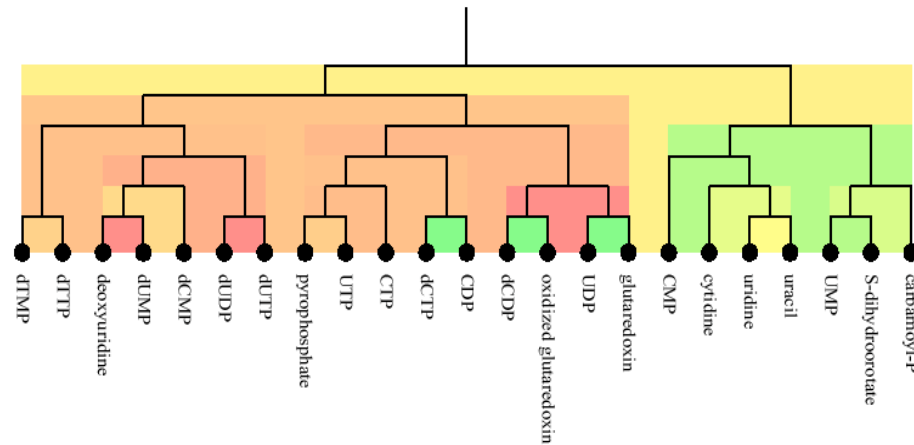 dTMP
dTTP
deoxyuridine
dUMP
dCMP
dUDP
dUTP
pyrophosphate
UTP
CTP
dCTP
CDP
dCDP
oxidized glutaredoxin
UDP
glutaredoxin
CMP
cytidine
uridine
uracil
UMP
S-dihydroorotate